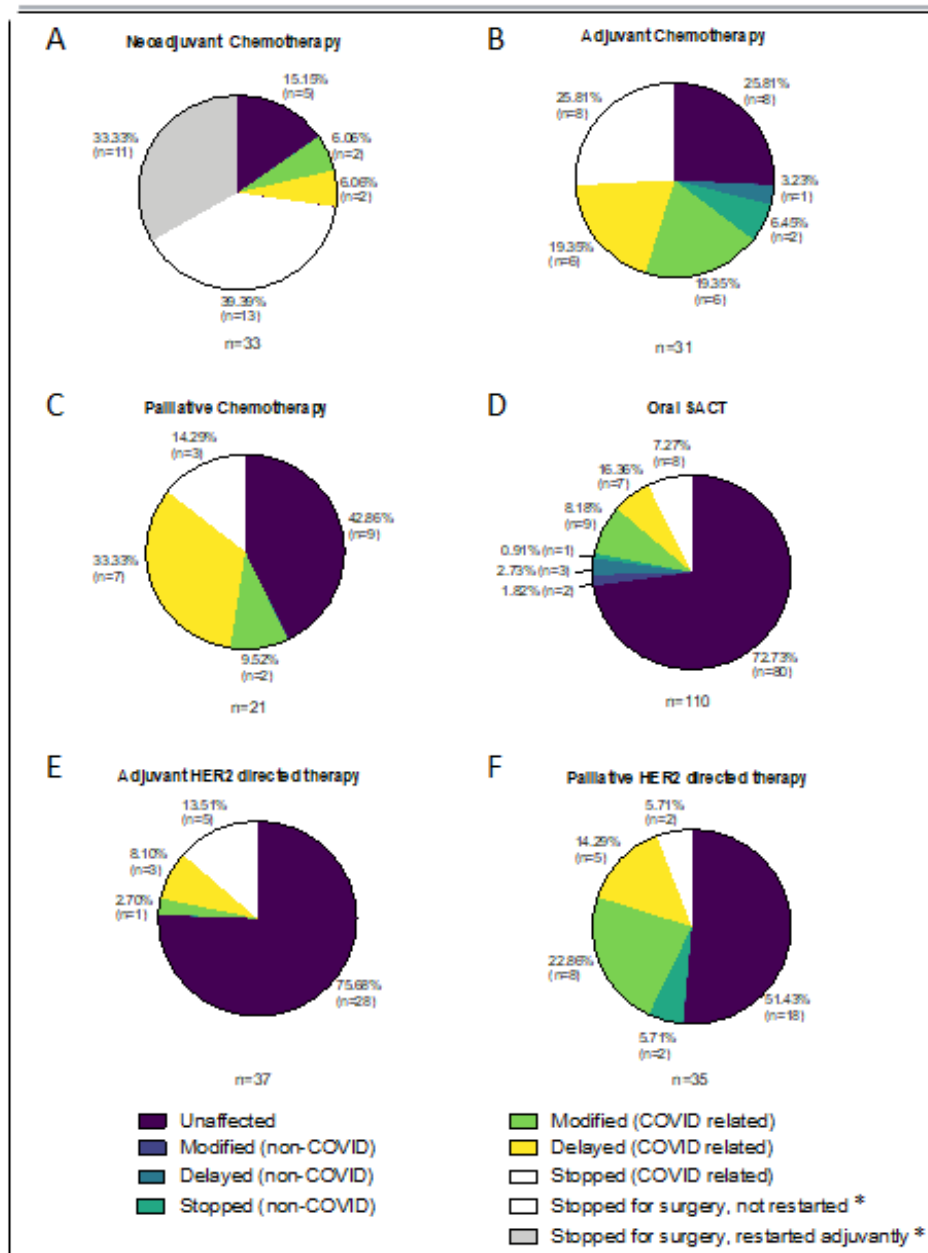 A
Neoadjuvant Chemotherapy
15.15%
(n=5)
6.06%
(n=2)
6.06%
(n=2)
39.39%
(n=13)
33.33%
(n=11)
n=33
B
Adjuvant Chemotherapy
25.81%
(n=8)
3.23%
(n=1)
6.45%
(n=2)
19.35%
(n=6)
19.35%
(n=6)
25.81%
(n=8)
n=31
C
Palliative Chemotherapy
42.86%
(n=9)
9.52%
(n=2)
33.33%
(n=7)
14.29%
(n=3)
n=21
D
Oral SACT
7.27%
(n=8)
16.36%
(n=7)
8.18%
(n=9)
0.91% (n=1)
2.73% (n=3)
1.82% (n=2)
72.73%
(n=80)
n=110
E
Adjuvant HER2 directed therapy
13.51%
(n=5)
8.10%
(n=3)
2.70%
(n=1)
75.68%
(n=28)
n=37
F
Palliative HER2 directed therapy
5.71%
(n=2)
14.29%
(n=5)
22.86%
(n=8)
5.71%
(n=2)
51.43%
(n=18)
n=35
Unaffected
Modified (non-COVID)
Delayed (non-COVID)
Stopped (non-COVID)
Modified (COVID related)
Delayed (COVID related)
Stopped (COVID related)
Stopped for surgery, not restarted *
Stopped for surgery, restarted adjuvantly *